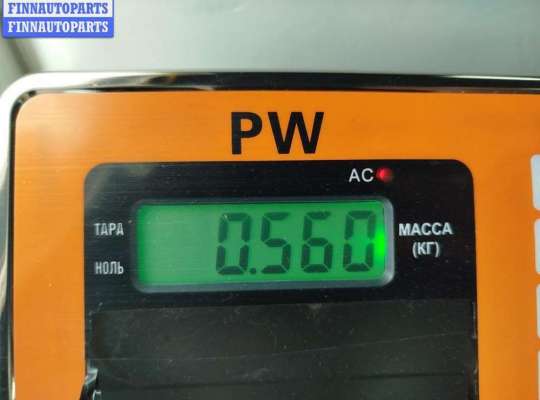 FINNAUTOPARTS
FINNAUTOPARTS
PW
AC
ТАРА
НОЛЬ
0.560
МАССА
(КГ)